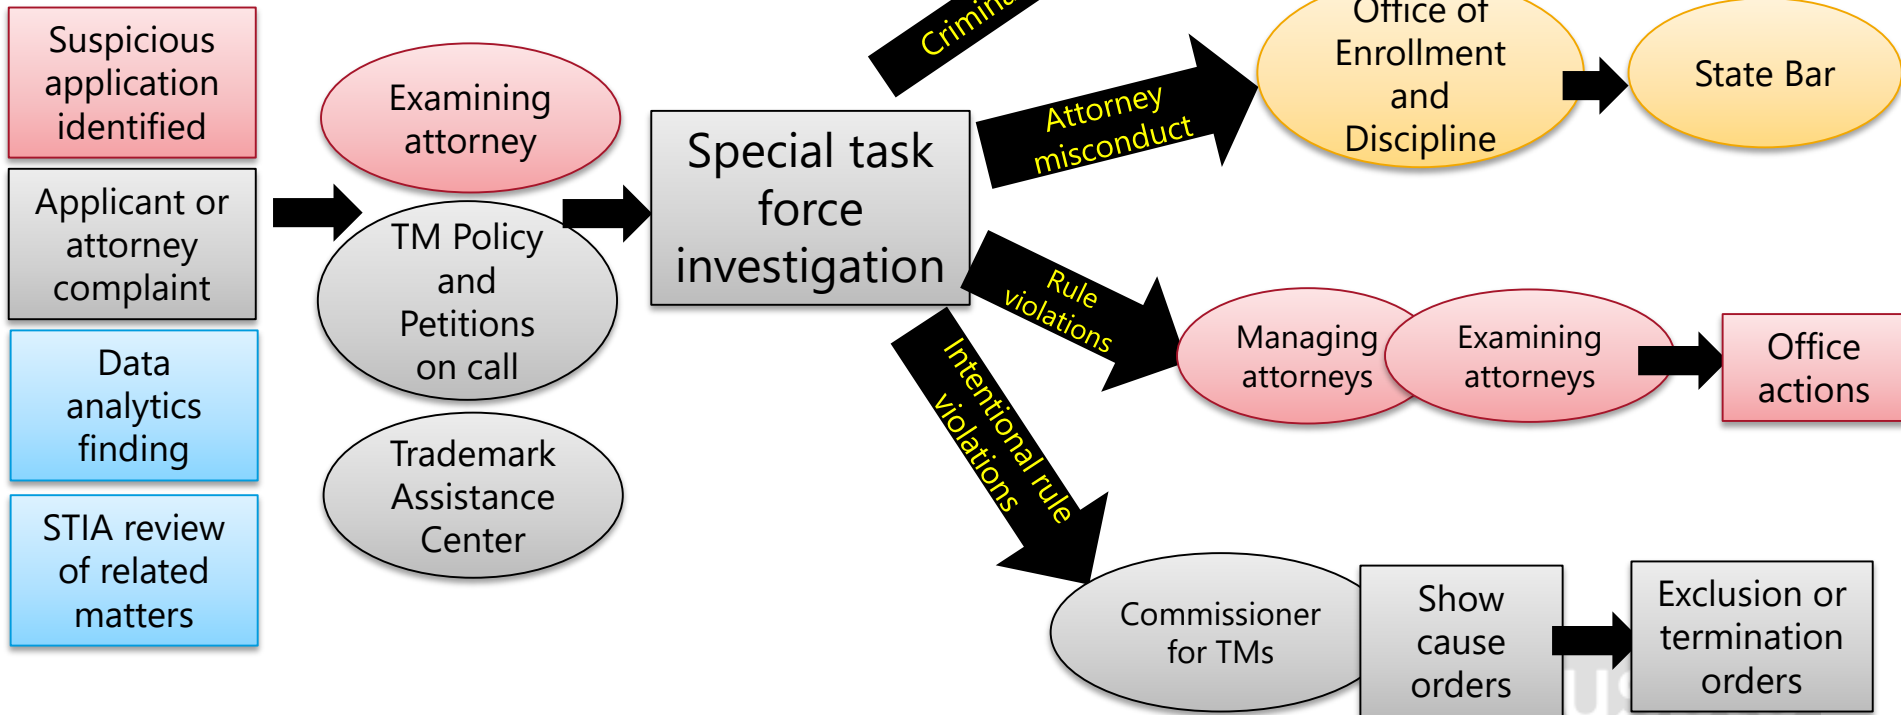 Suspicious
application
identified
Applicant or
attorney
complaint
Data
analytics
finding
STIA review
of related
matters
Examining
attorney
TM Policy
and
Petitions
on call
Trademark
Assistance
Center
Special task
force
investigation
Attorney
misconduct
Office of
Enrollment
and
Discipline
State Bar
Rule
violations
Managing
attorneys
Examining
attorneys
Office
actions
Intentional rule
violations
Commissioner
for TMs
Show
cause
orders
Exclusion or
termination
orders